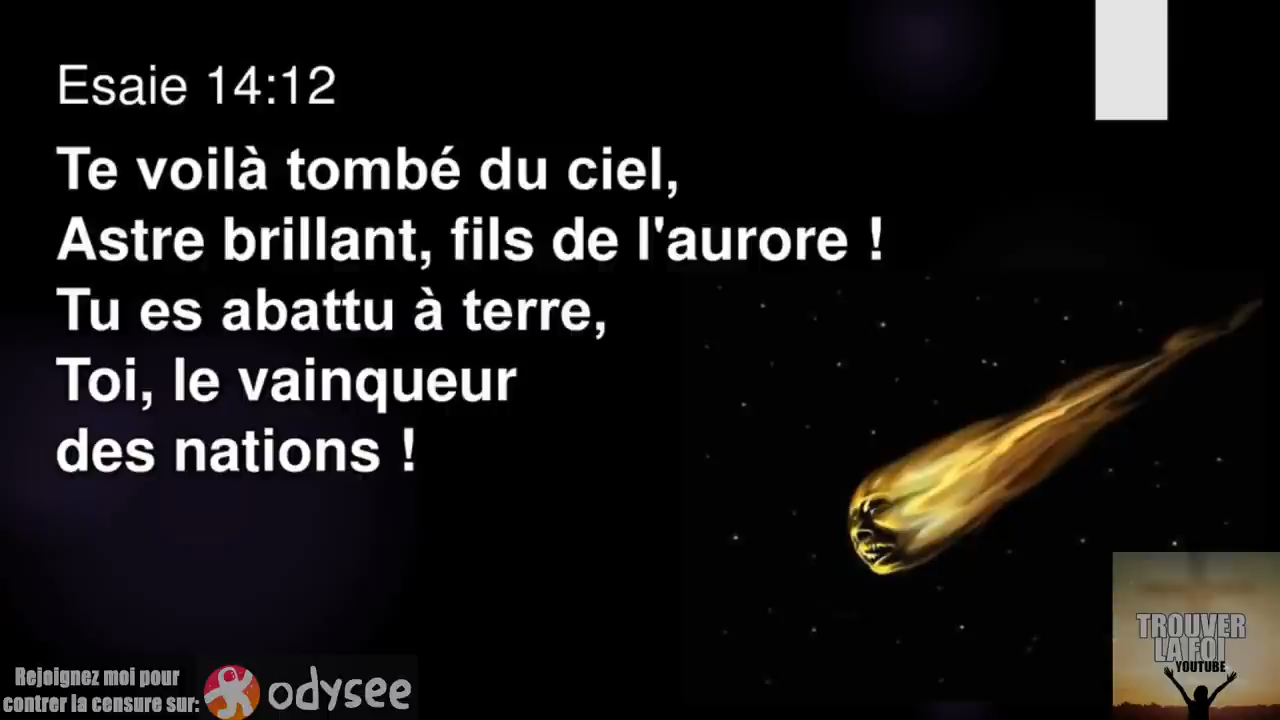 Esaie 14:12
Te voilà tombé du ciel,
Astre brillant, fils de l'aurore !
Tu es abattu à terre,
Toi, le vainqueur
des nations !
TROUVER
LA FOI
YOUTUBE
Rejoignez moi pour
contrer la censure sur:
odysee